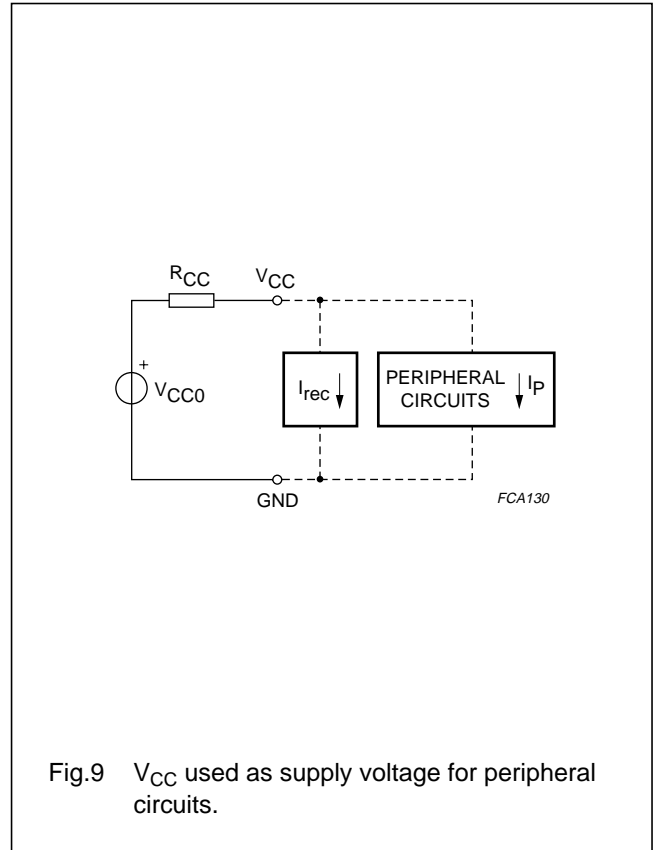 RCC
VCC
+
VCC0
Irec
PERIPHERAL
CIRCUITS
IP
GND
FCA130
Fig.9 VCC used as supply voltage for peripheral
circuits.